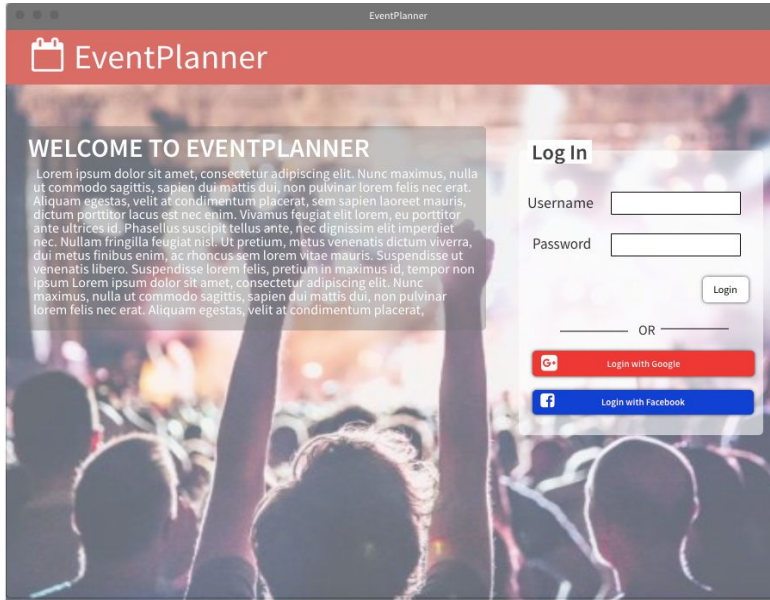 EventPlanner
EventPlanner
WELCOME TO EVENTPLANNER
Lorem ipsum dolor sit amet, consectetur adipiscing elit. Nunc maximus, nulla
ut commodo sagittis, sapien dui mattis dui, non pulvinar lorem felis nec erat.
Aliquam egestas, velit at condimentum placerat, sem sapien laoreet mauris,
dictum porttitor lacus est nec enim. Vivamus feugiat elit lorem, eu porttitor
ante ultrices id. Phasellus suscipit tellus ante, nec dignissim elit imperdiet
nec. Nullam fringilla feugiat nisl. Ut pretium, metus venenatis dictum viverra,
dui metus finibus enim, ac rhoncus sem lorem vitae mauris. Suspendisse ut
venenatis libero. Suspendisse lorem felis, pretium in maximus id, tempor non
ipsum Lorem ipsum dolor sit amet, consectetur adipiscing elit. Nunc
maximus, nulla ut commodo sagittis, sapien dui mattis dui, non pulvinar
lorem felis nec erat. Aliquam egestas, velit at condimentum placerat,
Log In
Username
Password
Login
OR
G+ Login with Google
f Login with Facebook